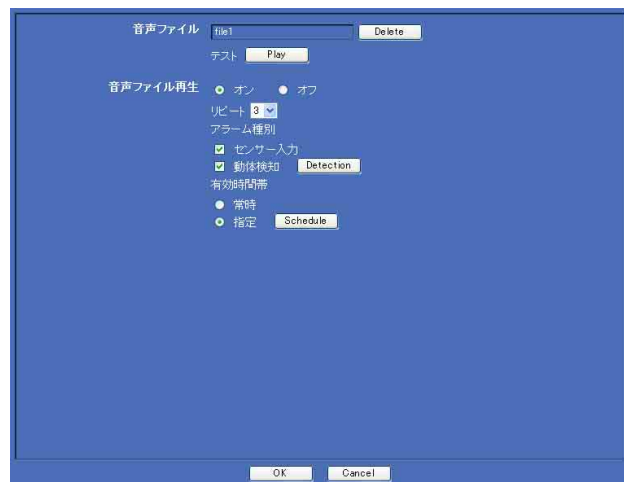 音声ファイル file1 Delete
テスト Play
音声ファイル再生 オン オフ
リピート 3
アラーム種別
センサー入力
動体検知 Detection
有効時間帯
常時
指定 Schedule
OK Cancel